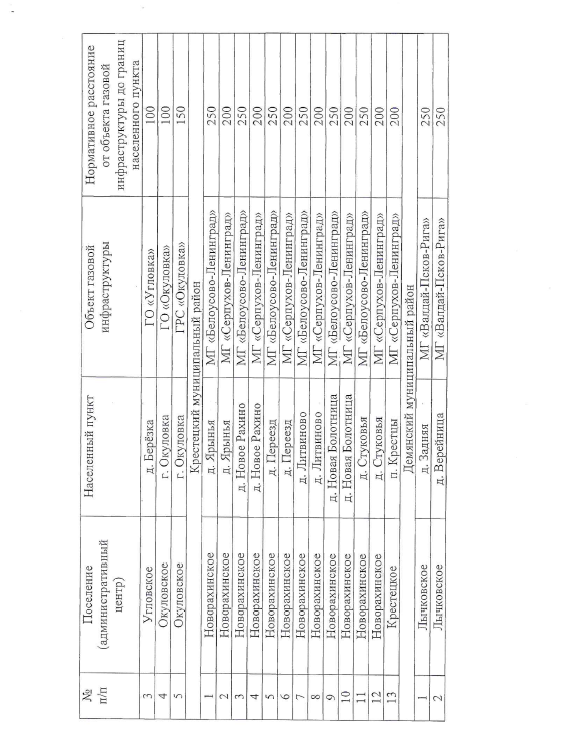 № п/п | Поселение (административный центр) | Населенный пункт | Объект газовой инфраструктуры | Нормативное расстояние от объекта газовой инфраструктуры до границ населенного пункта
3 | Угловское | д. Берёзка | ГО «Угловка» | 100
4 | Окуловское | г. Окуловка | ГО «Окуловка» | 100
5 | Окуловское | г. Окуловка | ГРС «Окуловка» | 150
Крестецкий муниципальный район
1 | Новорахинское | д. Ярынья | МГ «Белоусово-Ленинград» | 250
2 | Новорахинское | д. Ярынья | МГ «Серпухов-Ленинград» | 200
3 | Новорахинское | д. Новое Рахино | МГ «Белоусово-Ленинград» | 250
4 | Новорахинское | д. Новое Рахино | МГ «Серпухов-Ленинград» | 200
5 | Новорахинское | д. Переезд | МГ «Белоусово-Ленинград» | 250
6 | Новорахинское | д. Переезд | МГ «Серпухов-Ленинград» | 200
7 | Новорахинское | д. Литвиново | МГ «Белоусово-Ленинград» | 250
8 | Новорахинское | д. Литвиново | МГ «Серпухов-Ленинград» | 200
9 | Новорахинское | д. Новая Болотница | МГ «Белоусово-Ленинград» | 250
10 | Новорахинское | д. Новая Болотница | МГ «Серпухов-Ленинград» | 200
11 | Новорахинское | д. Стуковья | МГ «Белоусово-Ленинград» | 250
12 | Новорахинское | д. Стуковья | МГ «Серпухов-Ленинград» | 200
13 | Крестецкое | п. Крестцы | МГ «Серпухов-Ленинград» | 200
Демянский муниципальный район
1 | Лычковское | д. Задняя | МГ «Валдай-Псков-Рига» | 250
2 | Лычковское | д. Верейница | МГ «Валдай-Псков-Рига» | 250